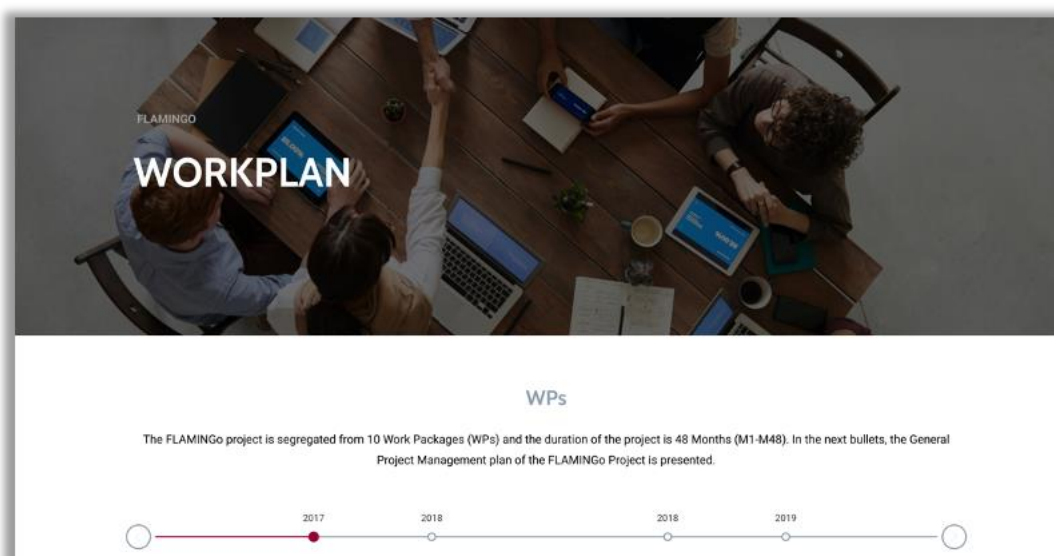 FLAMINGO
WORKPLAN
WPs
The FLAMINGo project is segregated from 10 Work Packages (WPs) and the duration of the project is 48 Months (M1-M48). In the next bullets, the General
Project Management plan of the FLAMINGo Project is presented.
2017 2018 2018 2019